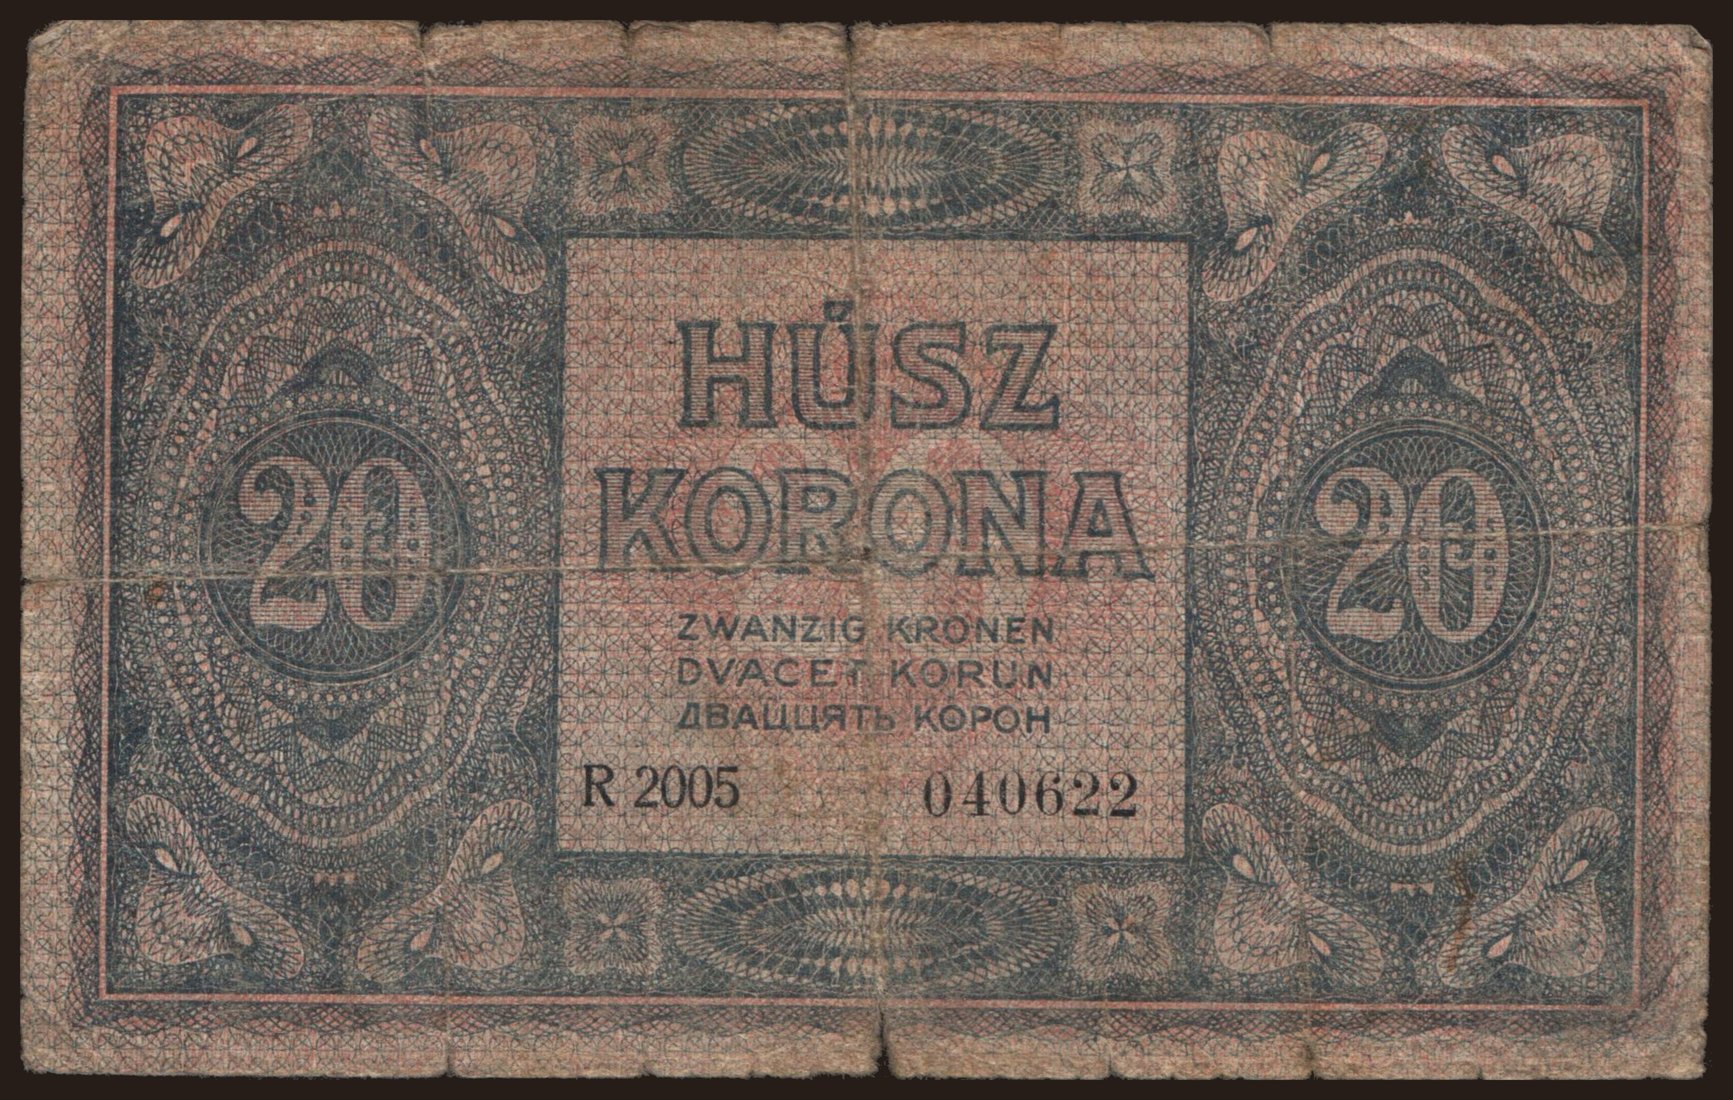 HÚSZ
KORONA
20
20
ZWANZIG KRONEN
DVACET KORUN
ДВАЦЦЯТЬ КОРОН
R 2005 040622